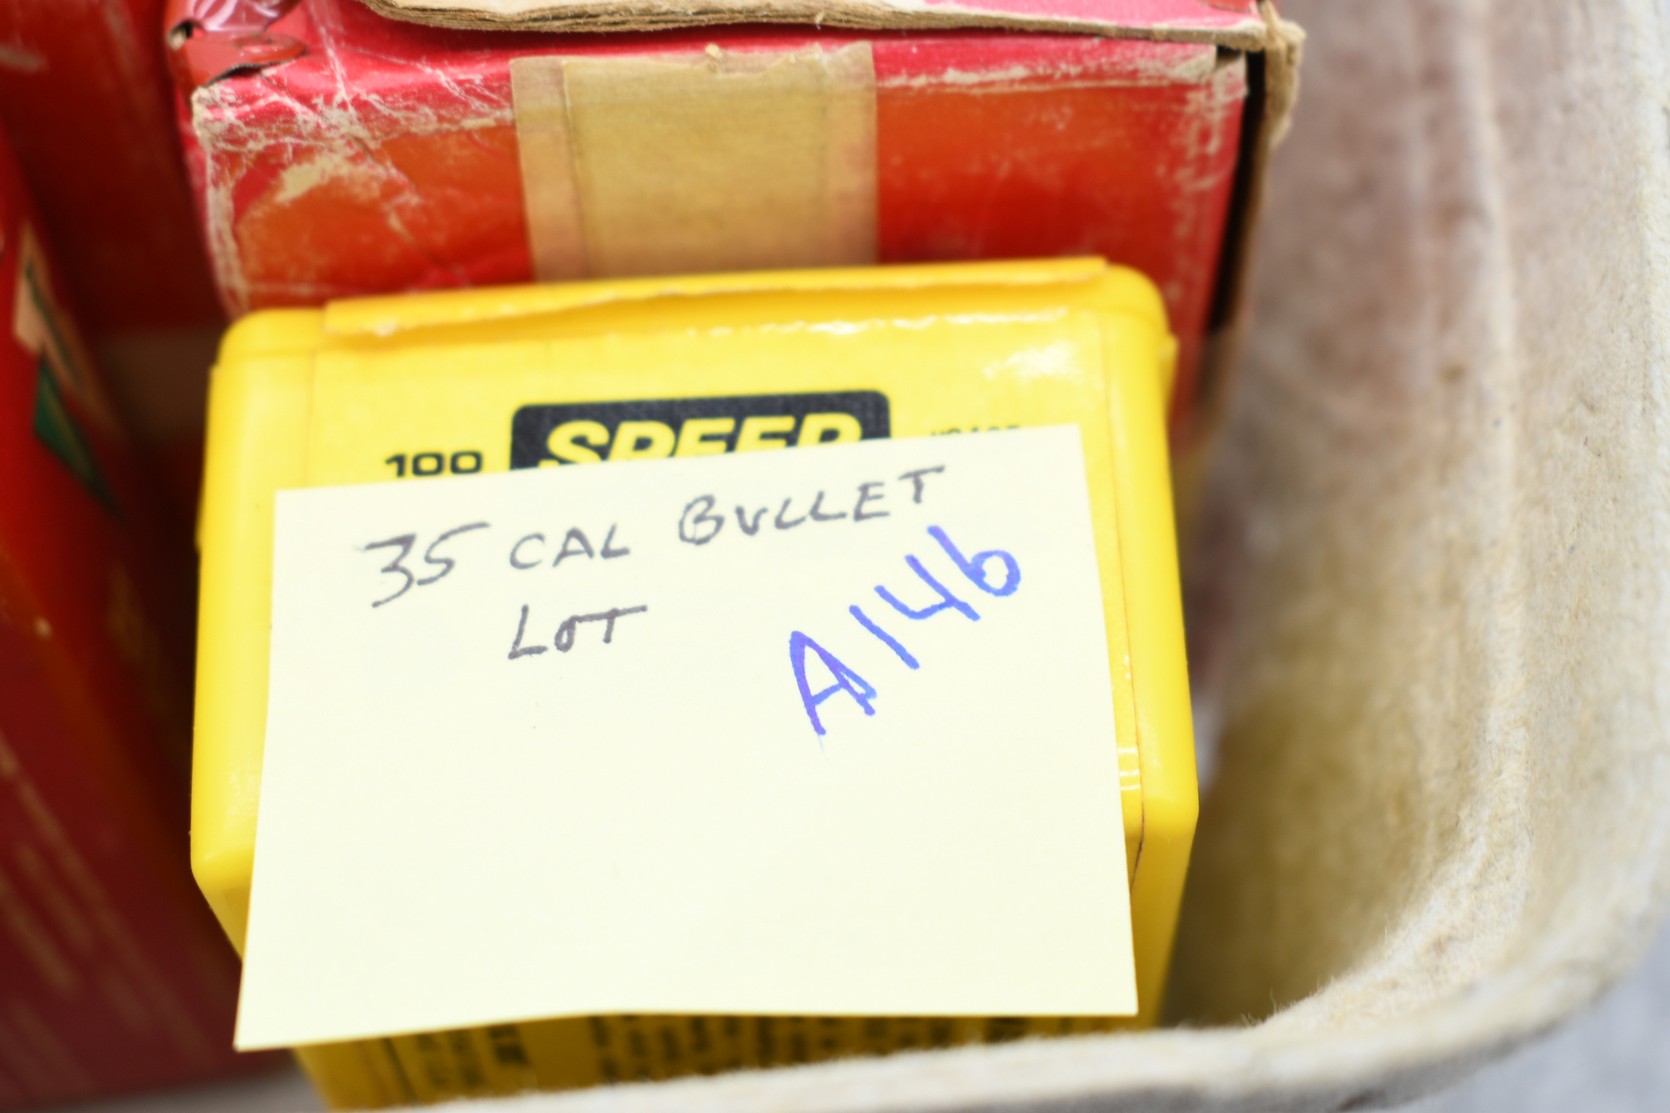 100 SPEER
35 CAL BULLET
LOT
A146